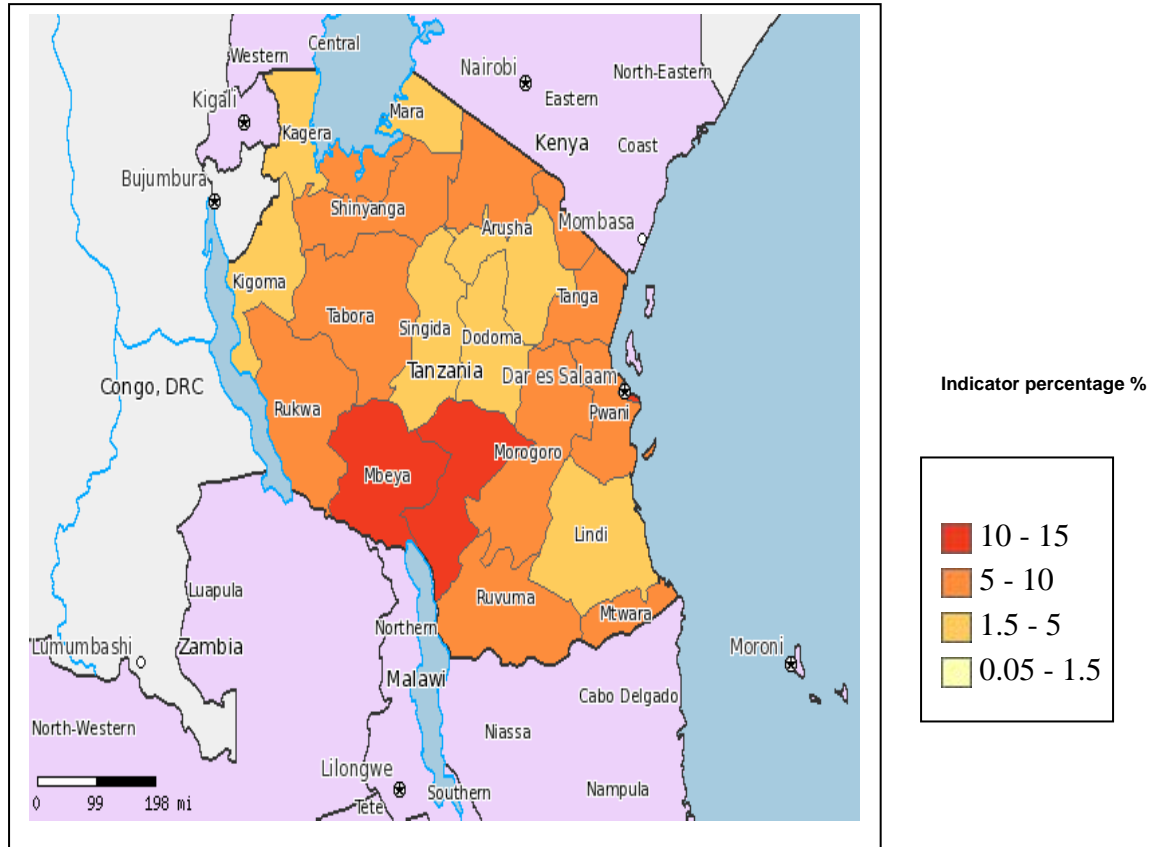 Central
Western
Nairobi
North-Eastern
Kigali
Eastern
Mara
Kagera
Kenya
Coast
Bujumbura
Shinyanga
Mombasa
Arusha
Kigoma
Tanga
Tabora
Singida
Dodoma
Tanzania
Dar es Salaam
Congo, DRC
Rukwa
Pwani
Morogoro
Mbeya
Lindi
Luapula
Ruvuma
Mtwara
Northern
Lumumbashi
Zambia
Moroni
Malawi
Cabo Delgado
North-Western
Niassa
Lilongwe
Southern
Nampula
Tete
0 99 198 mi
Indicator percentage %
10 - 15
5 - 10
1.5 - 5
0.05 - 1.5